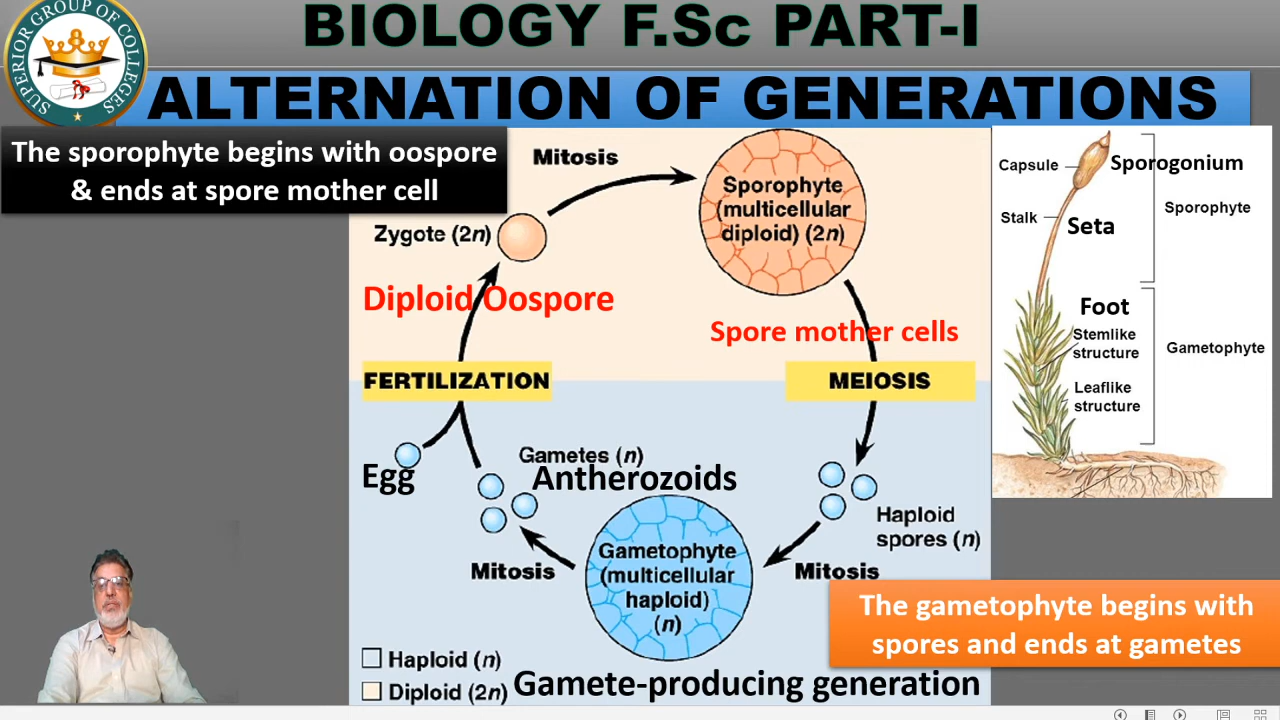 BIOLOGY F.Sc PART-I
SUPERIOR GROUP OF COLLEGES
ALTERNATION OF GENERATIONS
The sporophyte begins with oospore
& ends at spore mother cell
Mitosis
Sporophyte
(multicellular
diploid) (2n)
Zygote (2n)
Diploid Oospore
Spore mother cells
FERTILIZATION
MEIOSIS
Egg
Gametes (n)
Antherozoids
Haploid
spores (n)
Mitosis
Gametophyte
(multicellular
haploid)
(n)
Mitosis
Haploid (n)
Diploid (2n)
Gamete-producing generation
Capsule
Sporogonium
Sporophyte
Stalk
Seta
Foot
Stemlike
structure
Gametophyte
Leaflike
structure
The gametophyte begins with
spores and ends at gametes